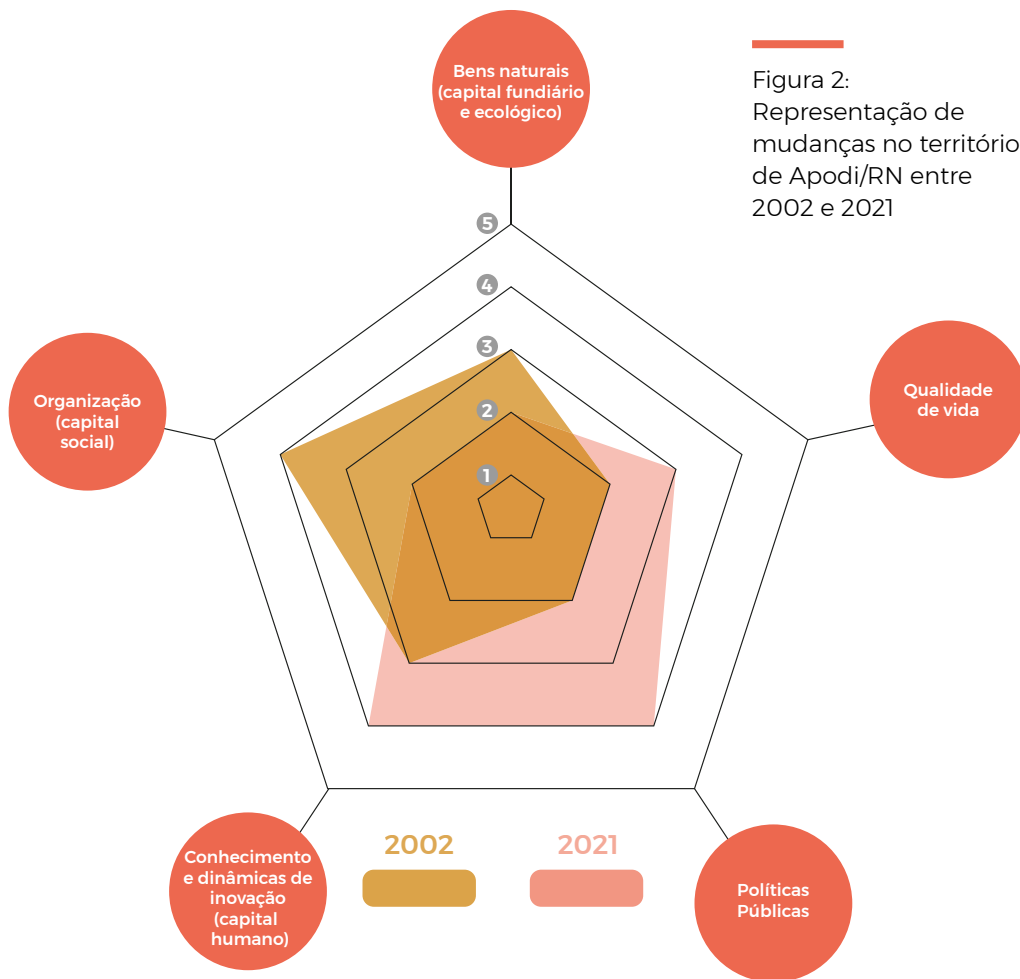 Bens naturais
(capital fundiário
e ecológico)
Figura 2:
Representação de
mudanças no território
de Apodi/RN entre
2002 e 2021
5
4
3
2
1
Organização
(capital
social)
Qualidade
de vida
Conhecimento
e dinâmicas de
inovação
(capital
humano)
2002
2021
Políticas
Públicas